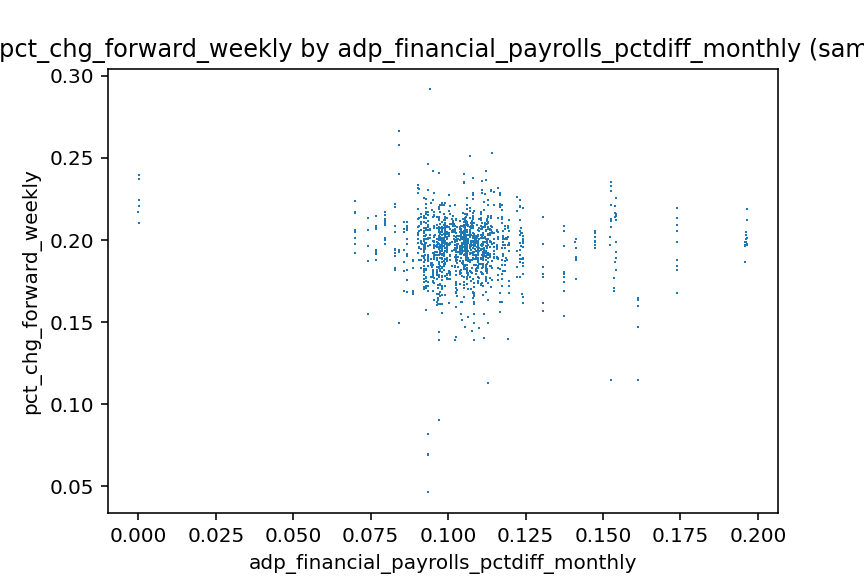 pct_chg_forward_weekly by adp_financial_payrolls_pctdiff_monthly (sam
0.30
0.25
0.20
0.15
0.10
0.05
pct_chg_forward_weekly
0.000 0.025 0.050 0.075 0.100 0.125 0.150 0.175 0.200
adp_financial_payrolls_pctdiff_monthly